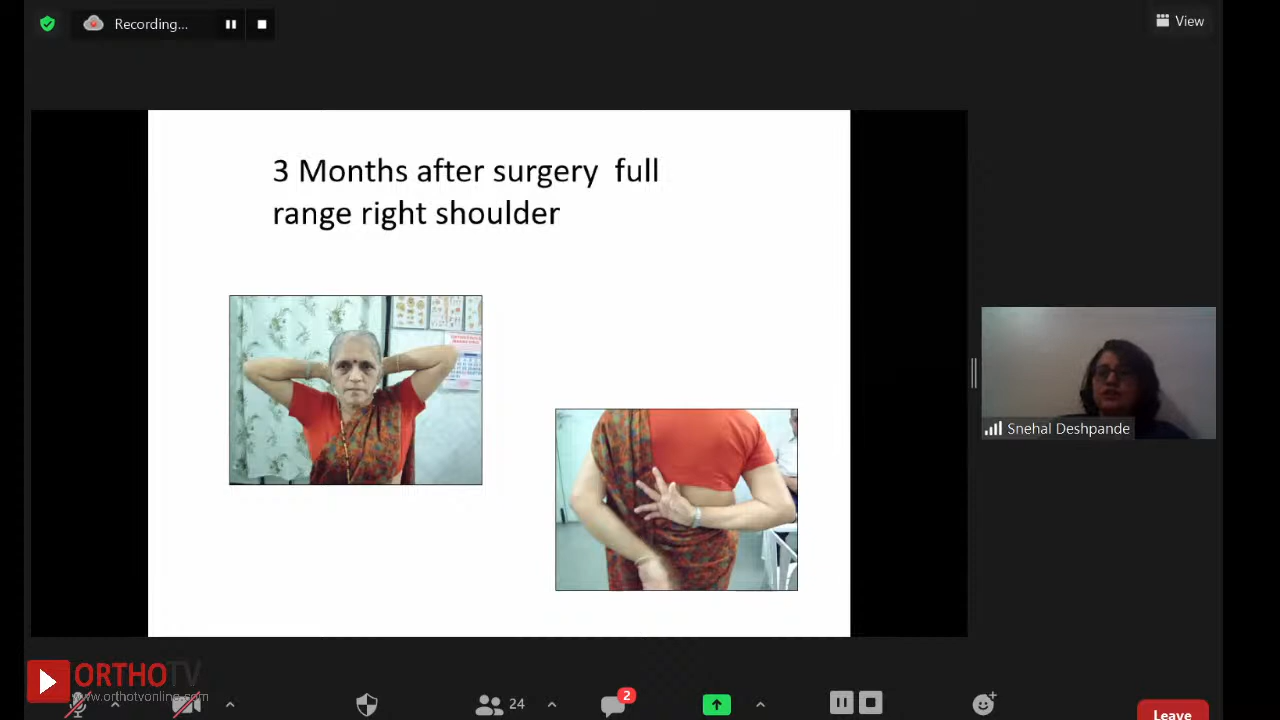 Recording...
View
3 Months after surgery full
range right shoulder
Snehal Deshpande
ORTHOTV
www.orthotvonline.com
24
2
Leave